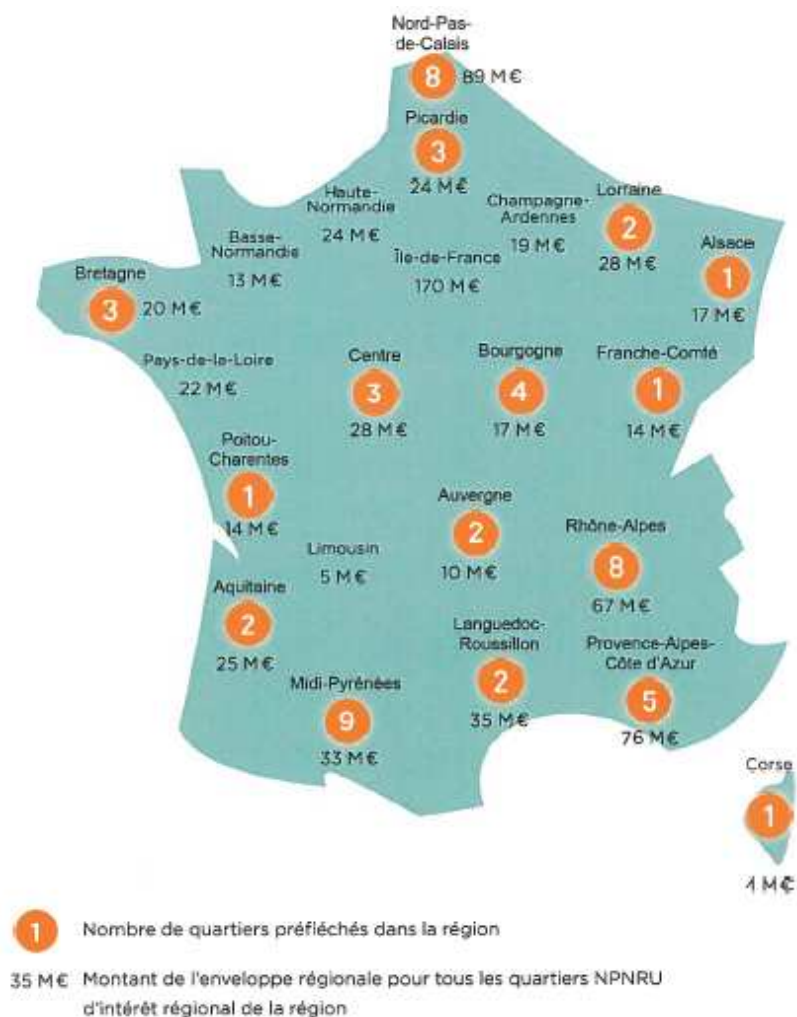 Nord-Pas-
de-Calais
8 89 M €
Picardie
3
24 M €
Haute-
Normandie
24 M €
Champagne-
Ardennes
19 M €
Lorraine
2
28 M €
Alsace
1
17 M €
Basse-
Normandie
13 M €
Île-de-France
170 M €
Bretagne
3 20 M €
Pays-de-la-Loire
22 M €
Centre
3
28 M €
Bourgogne
4
17 M €
Franche-Comté
1
14 M €
Poitou-
Charentes
1
14 M €
Auvergne
2
10 M €
Limousin
5 M €
Rhône-Alpes
8
67 M €
Aquitaine
2
25 M €
Languedoc-
Roussillon
2
35 M €
Provence-Alpes-
Côte d'Azur
5
76 M €
Midi-Pyrénées
9
33 M €
Corse
1
1 M €
1 Nombre de quartiers préfléchés dans la région
35 M € Montant de l'enveloppe régionale pour tous les quartiers NPNRU
d'intérêt régional de la région